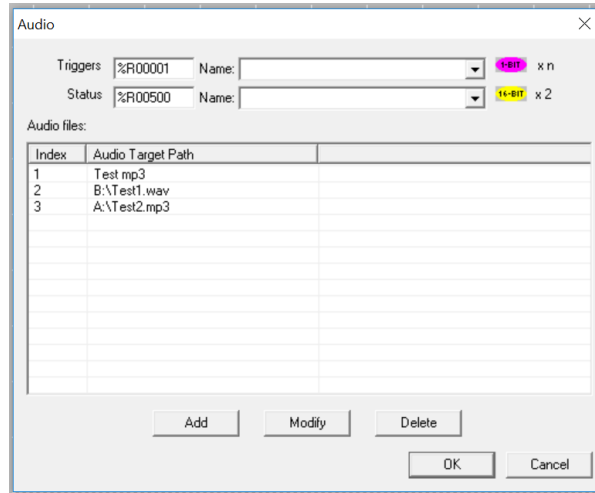 Audio
Triggers %R00001 Name: 1-BIT x n
Status %R00500 Name: 16-BIT x 2
Audio files:
Index Audio Target Path
1 Test mp3
2 B:\Test1.wav
3 A:\Test2.mp3
Add Modify Delete
OK Cancel